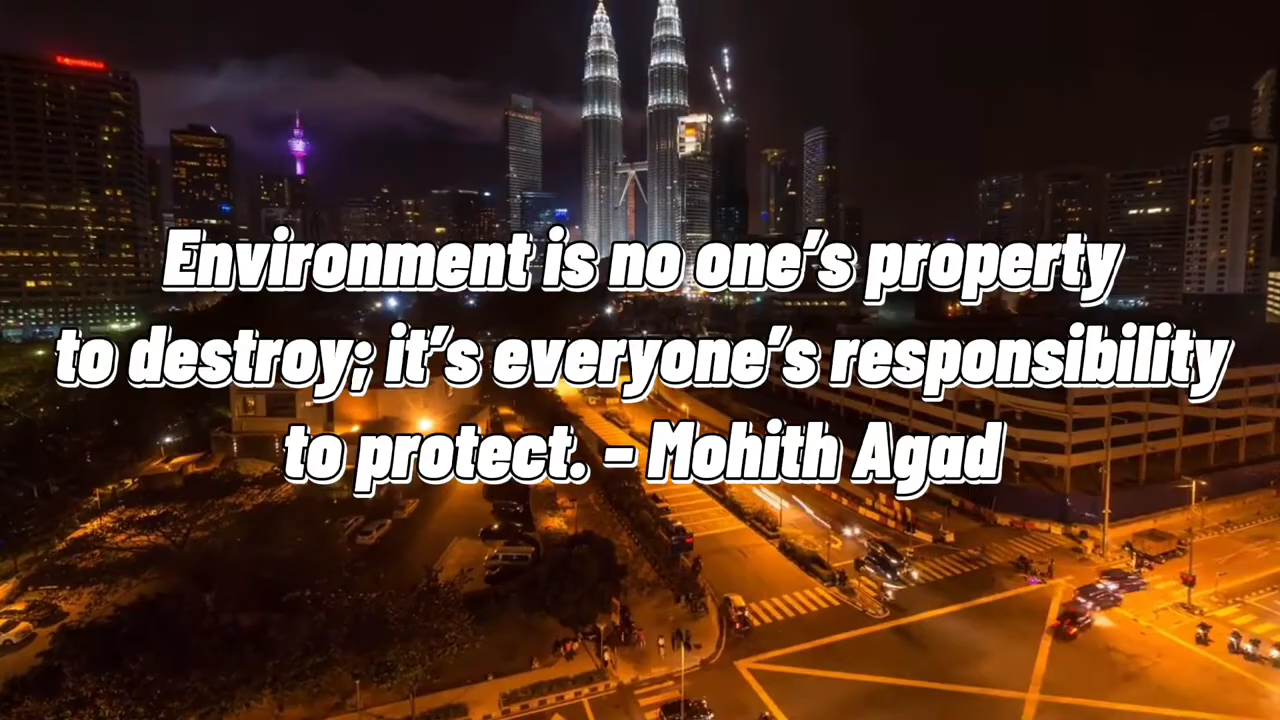 Environment is no one’s property
to destroy; it’s everyone’s responsibility
to protect. – Mohith Agad